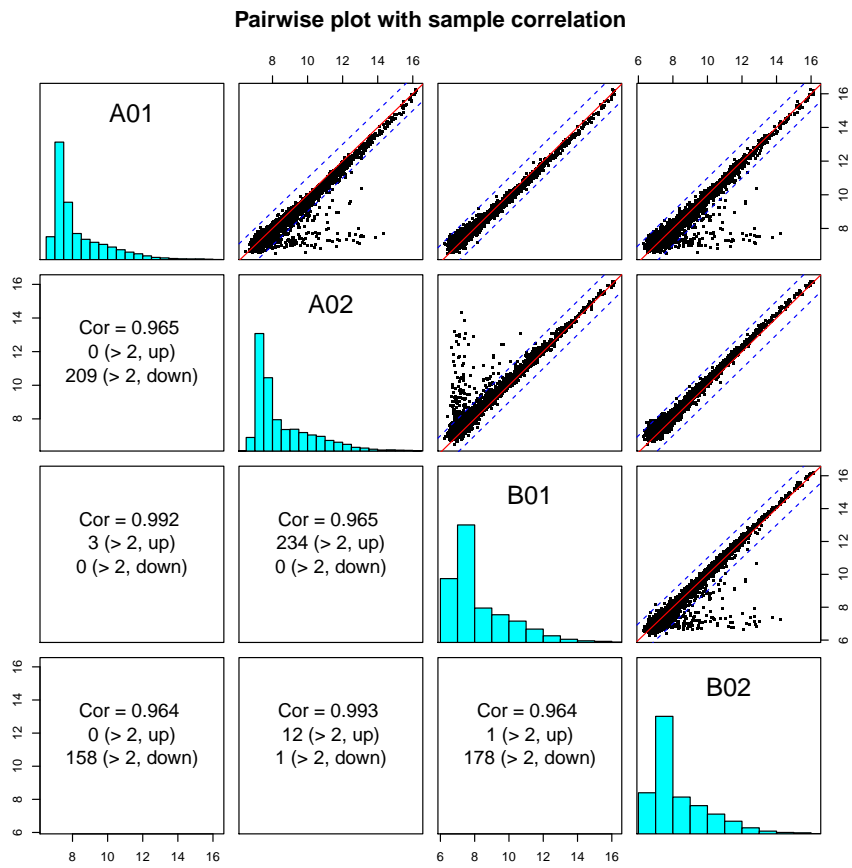 Pairwise plot with sample correlation
8 10 12 14 16
6 8 10 12 14 16
A01
8 10 12 14 16
8 10 12 14 16
Cor = 0.965
0 (> 2, up)
209 (> 2, down)
A02
Cor = 0.992
3 (> 2, up)
0 (> 2, down)
Cor = 0.965
234 (> 2, up)
0 (> 2, down)
B01
6 8 10 12 14 16
6 8 10 12 14 16
Cor = 0.964
0 (> 2, up)
158 (> 2, down)
Cor = 0.993
12 (> 2, up)
1 (> 2, down)
Cor = 0.964
1 (> 2, up)
178 (> 2, down)
B02
8 10 12 14 16
6 8 10 12 14 16